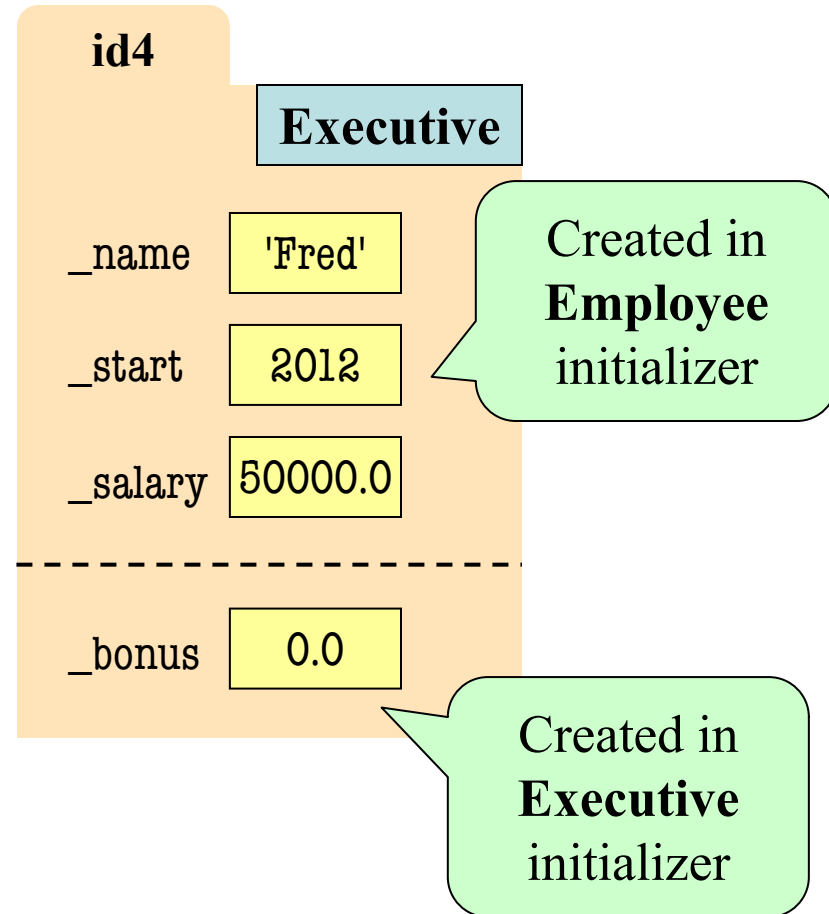 id4
Executive
_name 'Fred'
_start 2012
_salary 50000.0
Created in
Employee
initializer
_bonus 0.0
Created in
Executive
initializer